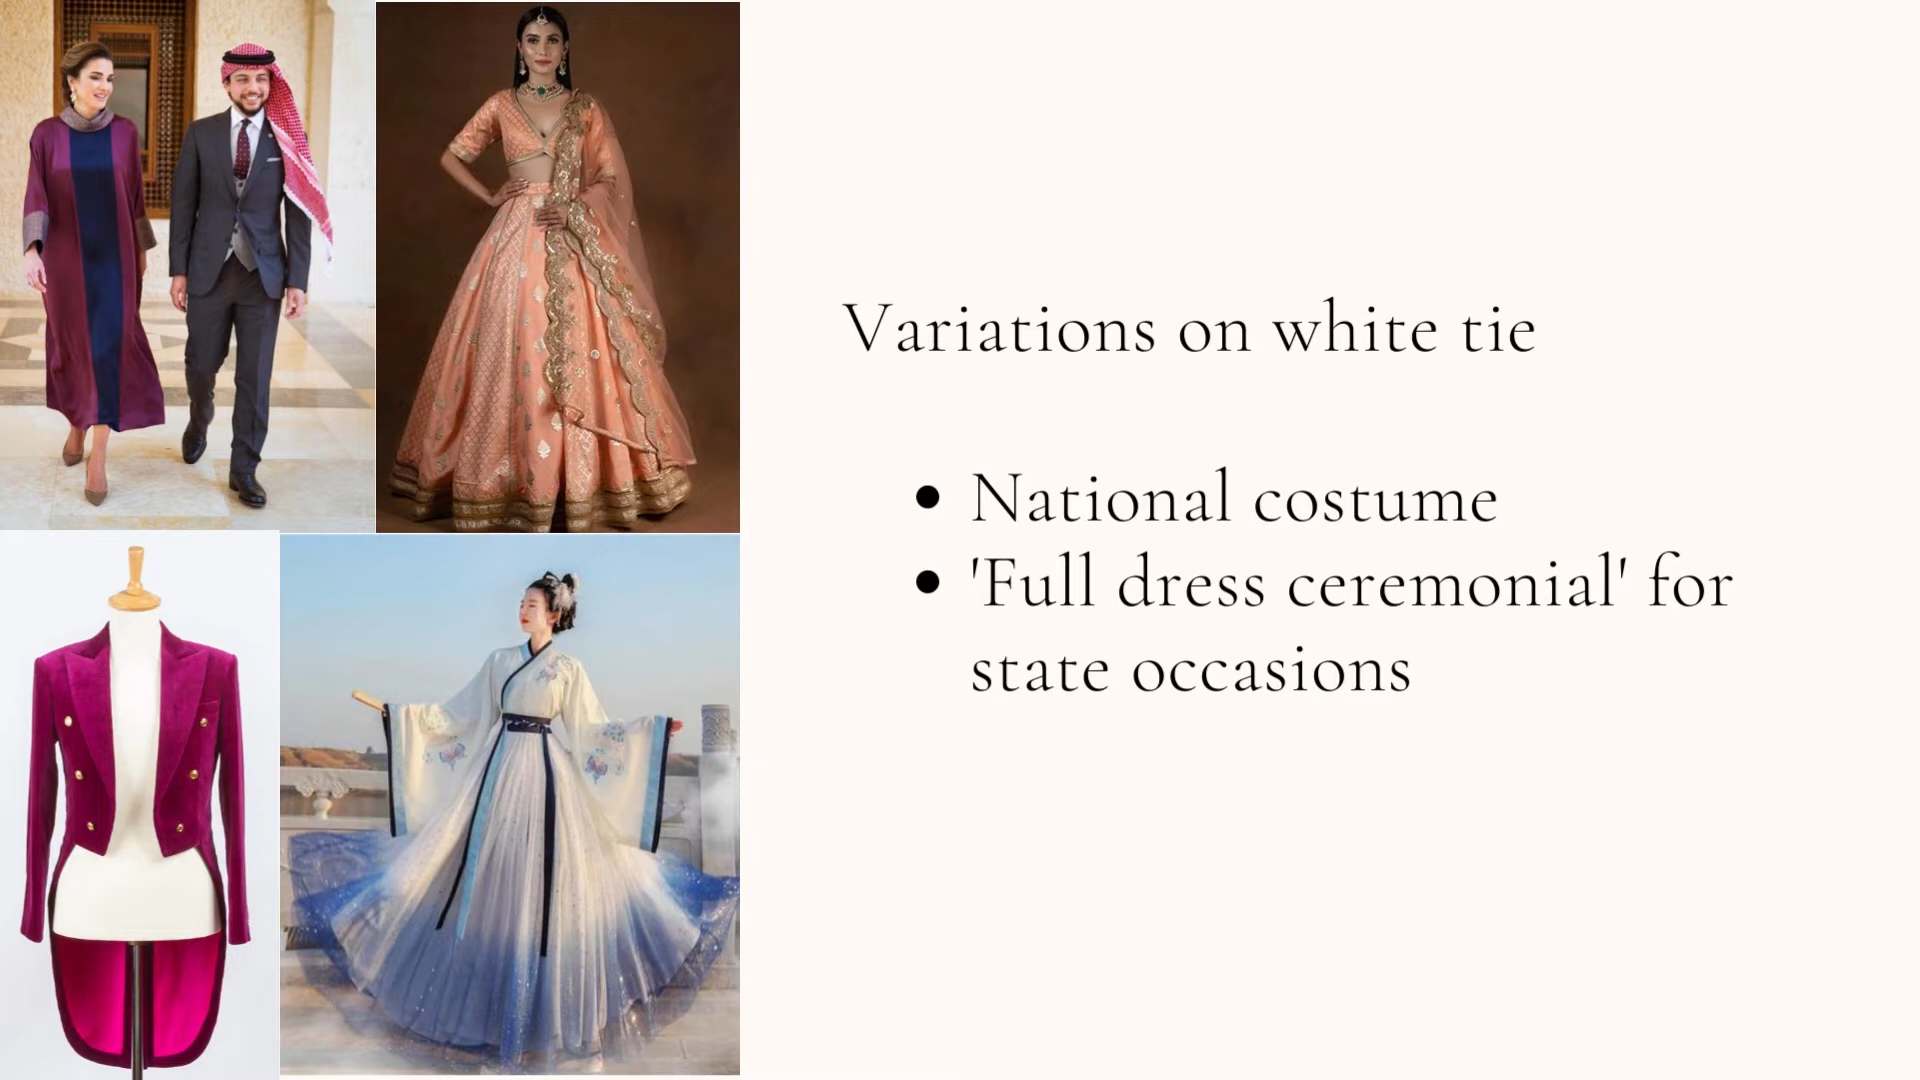 Variations on white tie
• National costume
• 'Full dress ceremonial' for
state occasions